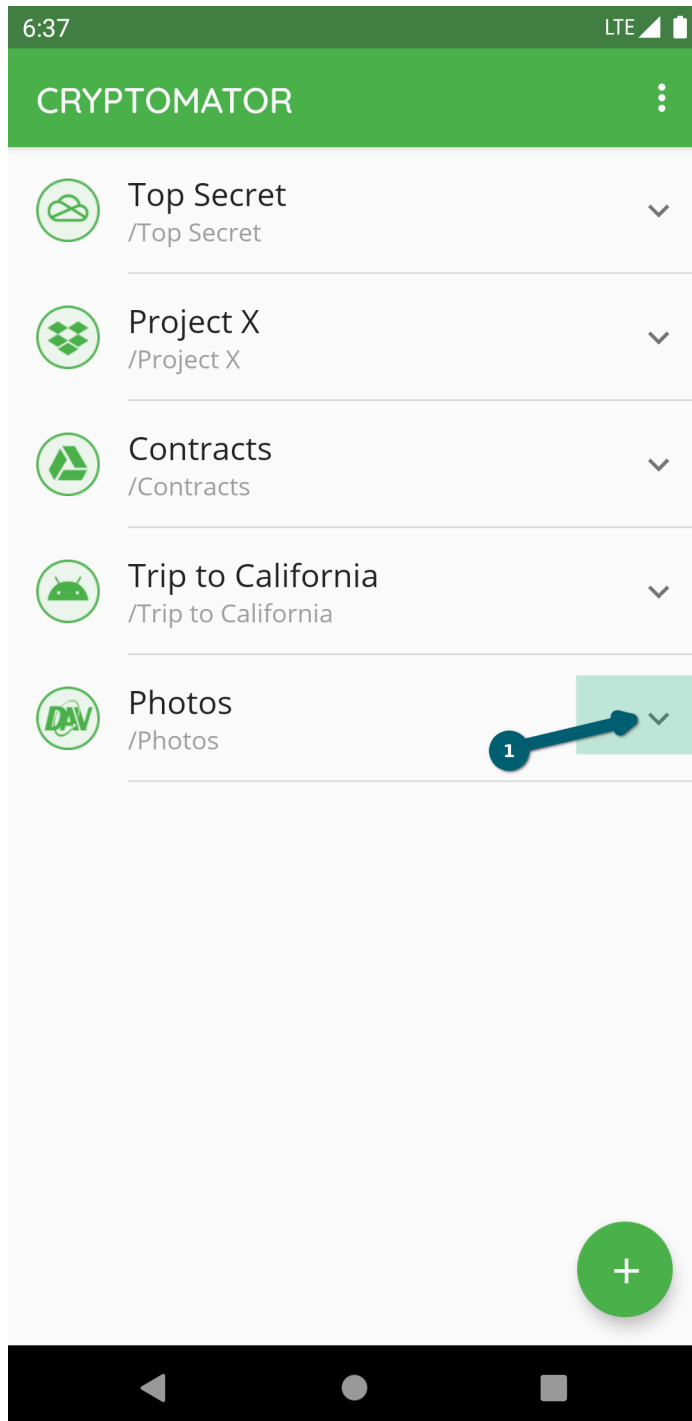 6:37
LTE
CRYPTOMATOR
Top Secret
/Top Secret
Project X
/Project X
Contracts
/Contracts
Trip to California
/Trip to California
DAV
Photos
/Photos
1
+